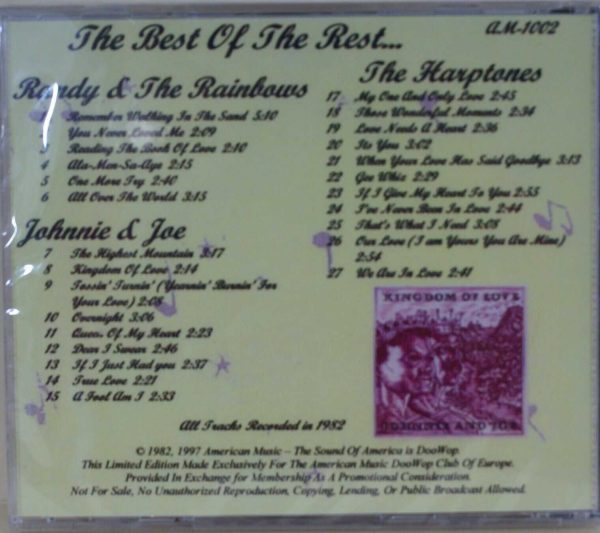 The Best Of The Rest...
AM-1002
Randy & The Rainbows
Remember Walking In The Sand 3:10
You Never Loved Me 2:09
3 Reading The Book Of Love 2:10
4 Ala-Men-Sa-Aye 2:15
5 One More Try 2:40
6 All Over The World 3:15
Johnnie & Joe
7 The Highest Mountain 3:17
8 Kingdom Of Love 2:14
9 Tossin' Turnin' (Yearnin' Burnin' For
Your Love) 2:08
10 Overnight 3:06
11 Queen Of My Heart 2:23
12 Dear I Swear 2:46
13 If I Just Had you 2:37
14 True Love 2:21
15 A Fool Am I 2:33
The Harptones
17 My One And Only Love 2:45
18 Those Wonderful Moments 2:34
19 Love Needs A Heart 2:36
20 Its You 3:02
21 When Your Love Has Said Goodbye 3:13
22 Gee Whiz 2:29
23 If I Give My Heart To You 2:55
24 I've Never Been In Love 2:44
25 That's What I Need 3:08
26 Our Love (I am Yours You Are Mine)
2:54
27 We Are In Love 2:41
KINGDOM OF LOVE
JOHNNIE AND JOE
All Tracks Recorded in 1982
© 1982, 1997 American Music – The Sound Of America is DooWop.
This Limited Edition Made Exclusively For The American Music DooWop Club Of Europe.
Provided In Exchange for Membership As A Promotional Consideration.
Not For Sale, No Unauthorized Reproduction, Copying, Lending, Or Public Broadcast Allowed.